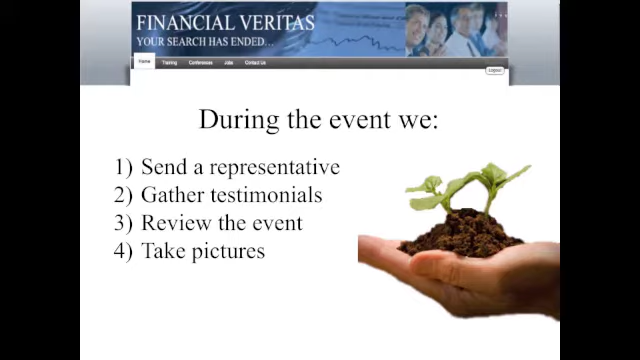 FINANCIAL VERITAS
YOUR SEARCH HAS ENDED...
Home Training Conferences Jobs Contact Us
Logout
During the event we:
1) Send a representative
2) Gather testimonials
3) Review the event
4) Take pictures